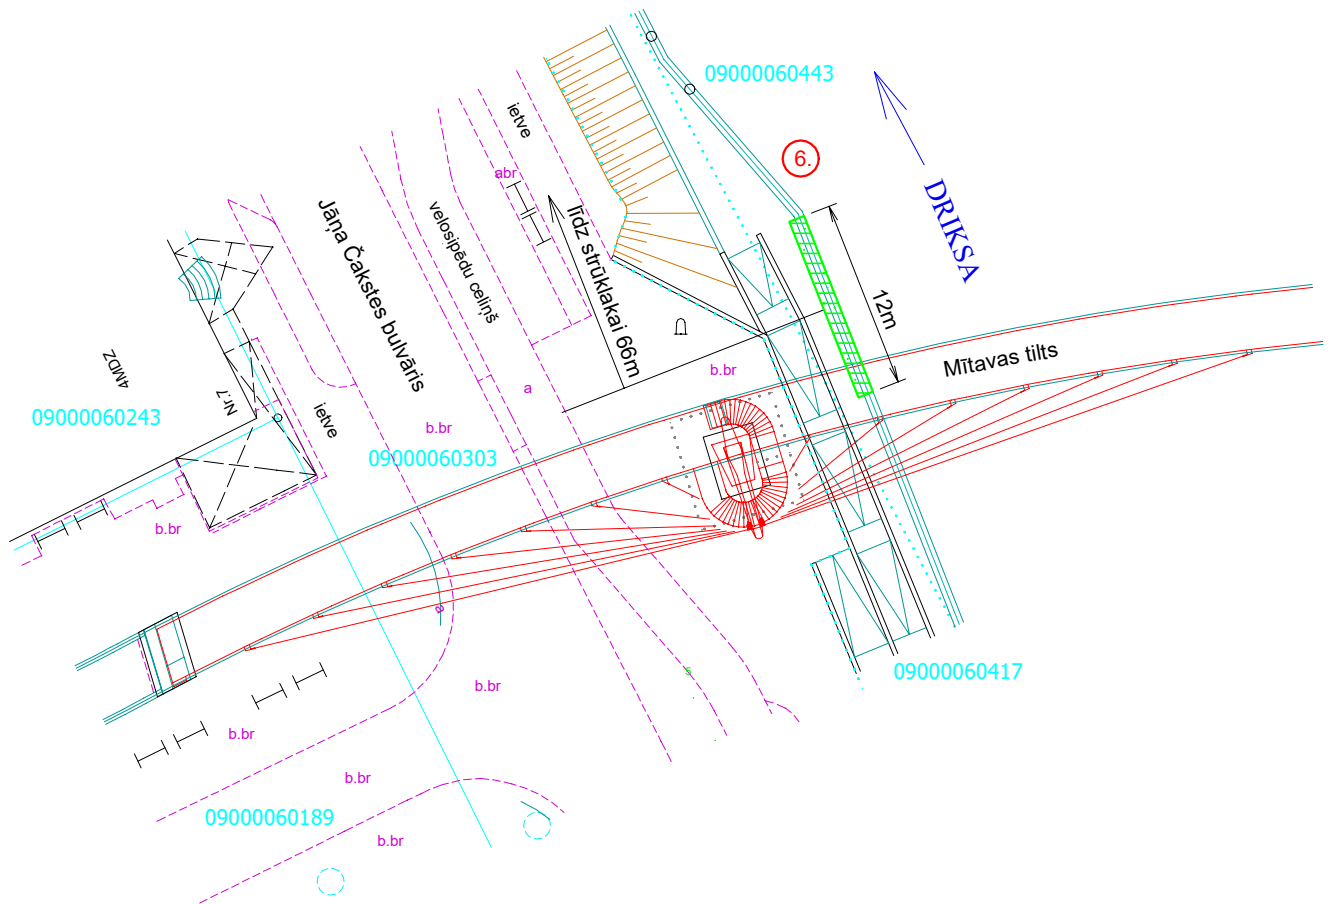 09000060443
ietve
6.
abr
DRIKSA
Jāņa Čakstes bulvāris
velosipēdu celiņš
līdz strūklakai 66m
12m
4MDZ
Nr.7
Mītavas tilts
b.br
a
09000060243
ietve
b.br
09000060303
b.br
a
s
09000060417
b.br
b.br
b.br
09000060189
b.br